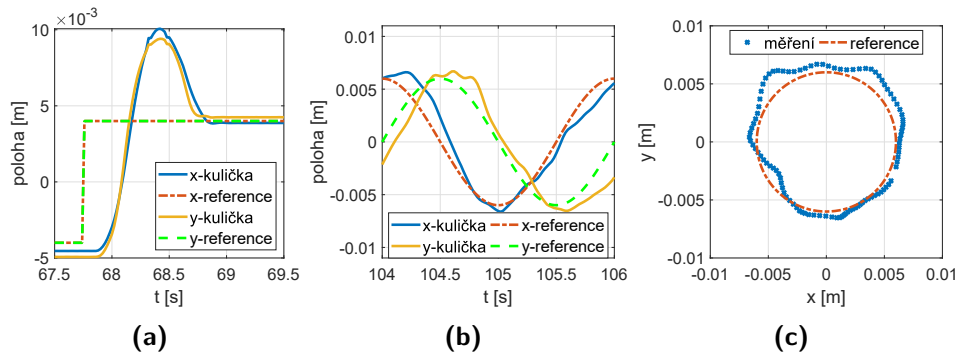 10 × 10⁻³
5
0
-5
poloha [m]
x-kulička
x-reference
y-kulička
y-reference
67.5 68 68.5 69 69.5
t [s]
(a)
0.01
0.005
0
-0.005
-0.01
poloha [m]
x-kulička x-reference
y-kulička y-reference
104 104.5 105 105.5 106
t [s]
(b)
měření reference
0.01
0.005
0
-0.005
-0.01
y [m]
-0.01 -0.005 0 0.005 0.01
x [m]
(c)